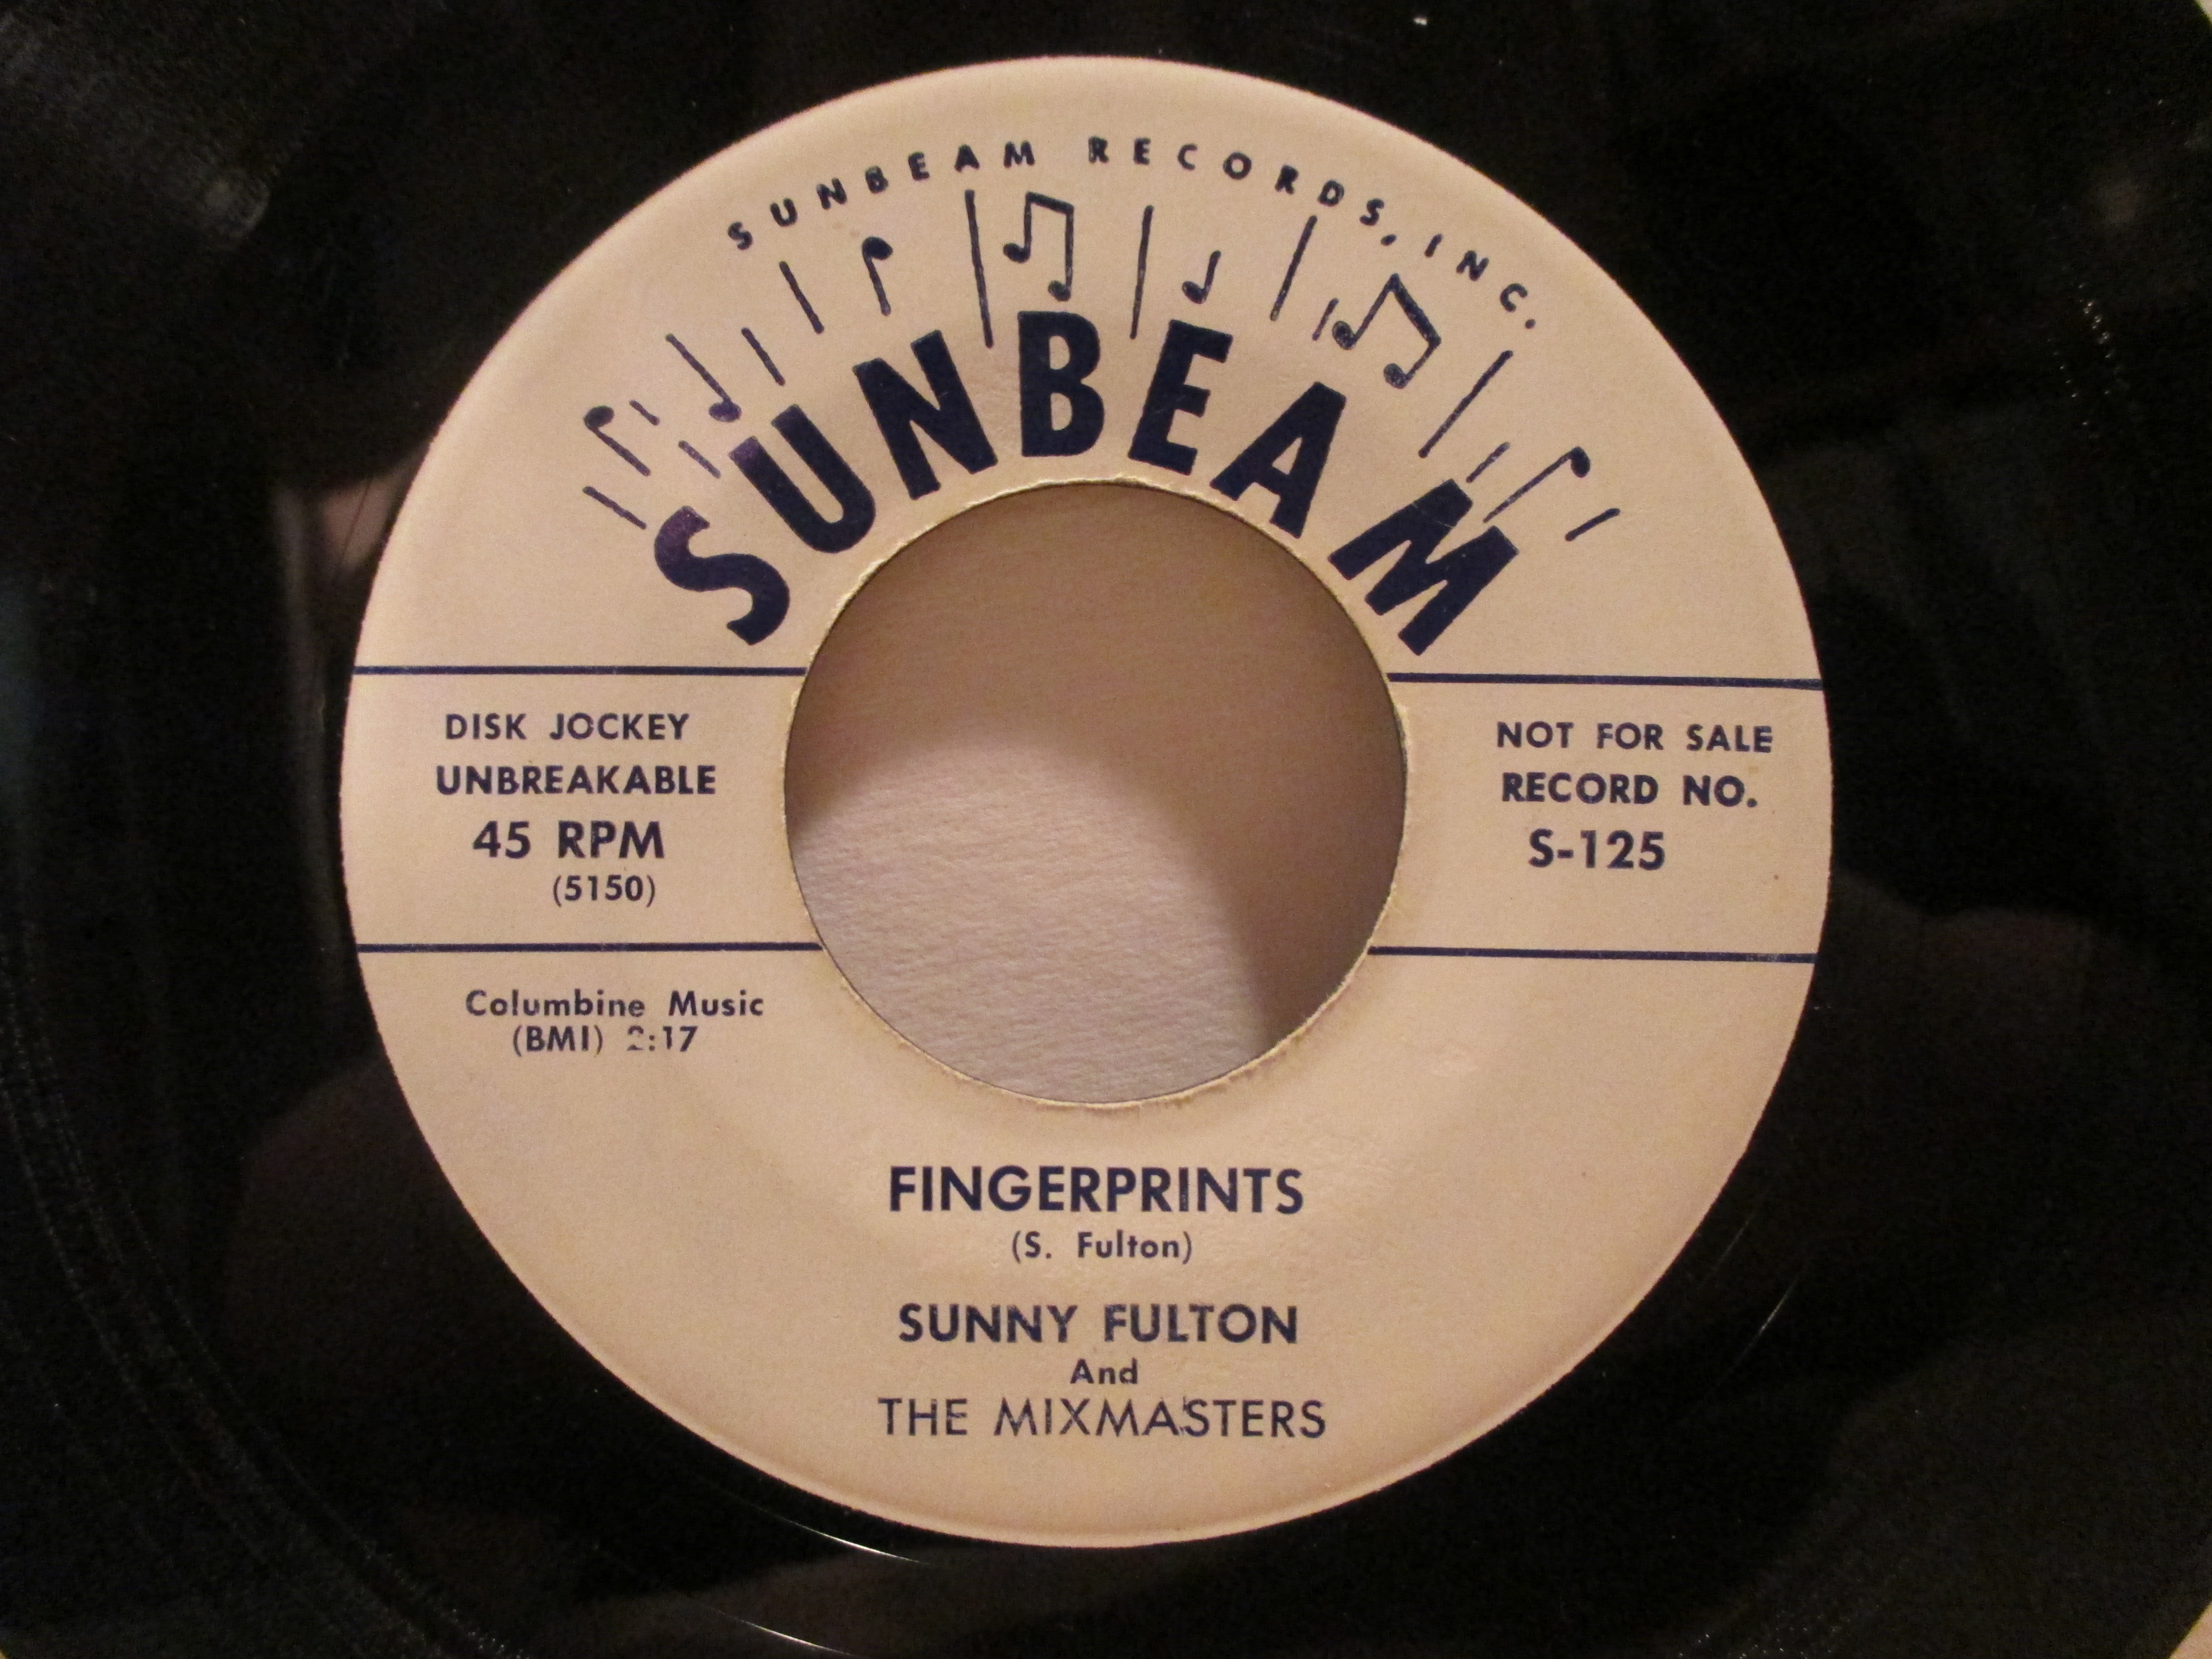 SUNBEAM RECORDS, INC.
SUNBEAM
DISK JOCKEY
UNBREAKABLE
45 RPM
(5150)
NOT FOR SALE
RECORD NO.
S-125
Columbine Music
(BMI) 2:17
FINGERPRINTS
(S. Fulton)
SUNNY FULTON
And
THE MIXMASTERS